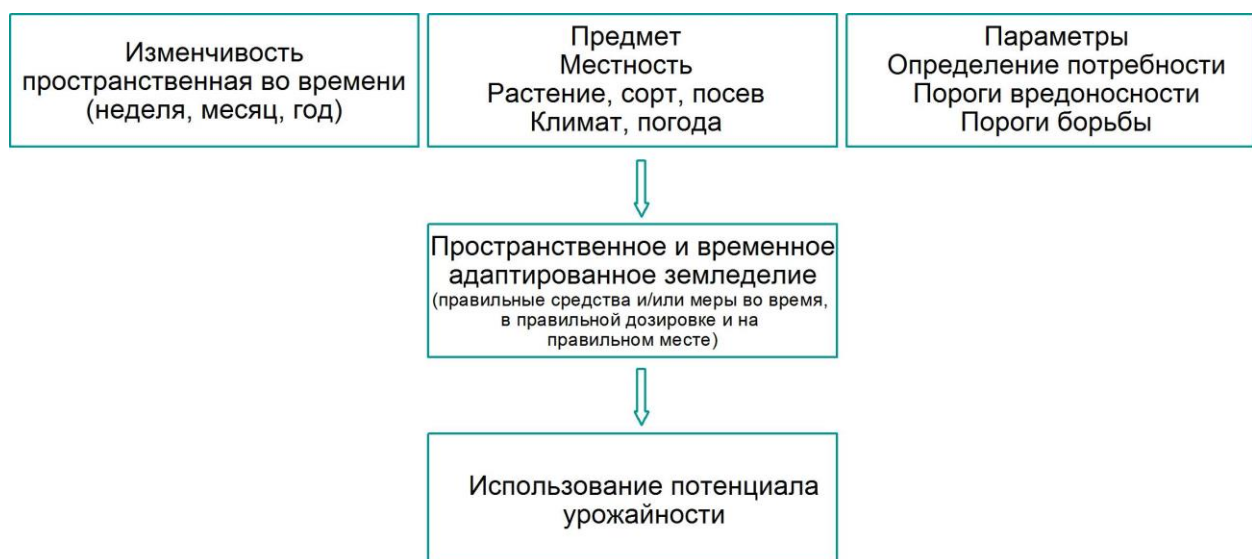 Изменчивость
пространственная во времени
(неделя, месяц, год)
Предмет
Местность
Растение, сорт, посев
Климат, погода
Параметры
Определение потребности
Пороги вредоносности
Пороги борьбы
Пространственное и временное
адаптированное земледелие
(правильные средства и/или меры во время,
в правильной дозировке и на
правильном месте)
Использование потенциала
урожайности